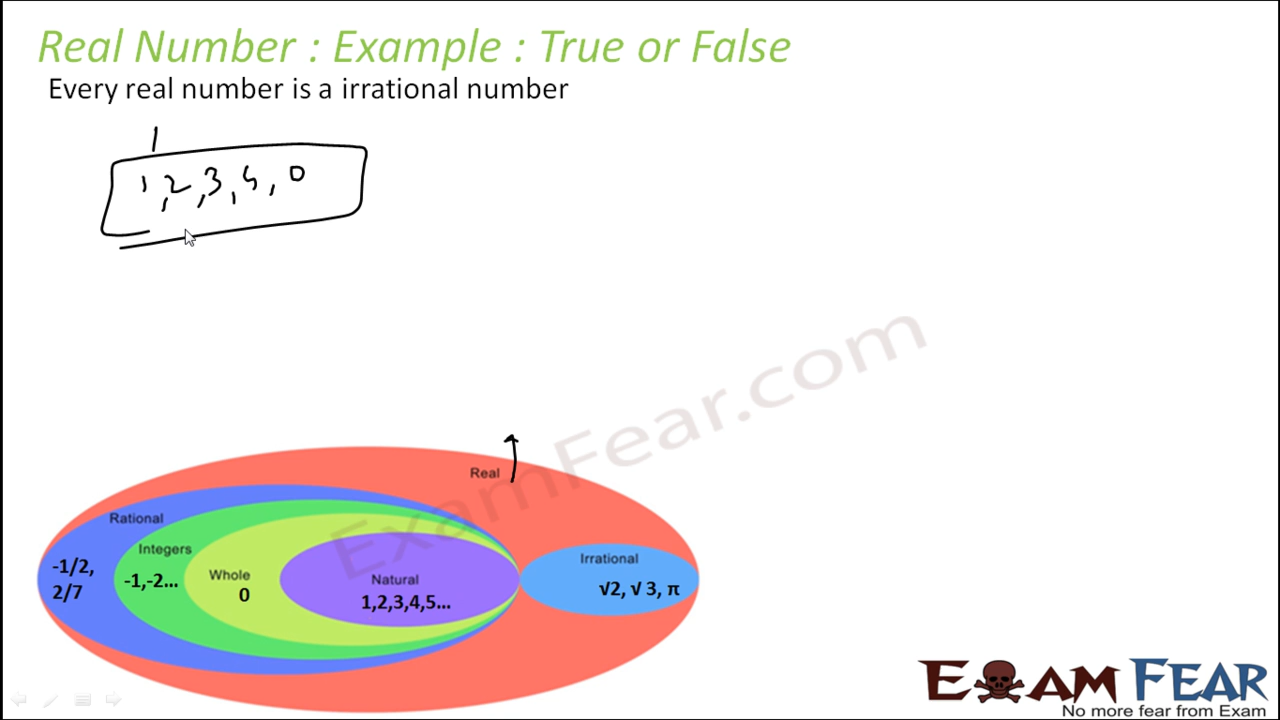 Real Number : Example : True or False
Every real number is a irrational number
1
1, 2, 3, 4, 0
ExamFear.com
Real
Rational
Integers
Whole
Natural
Irrational
-1/2,
2/7
-1,-2...
0
1,2,3,4,5...
√2, √ 3, π
EXAM FEAR
No more fear from Exam